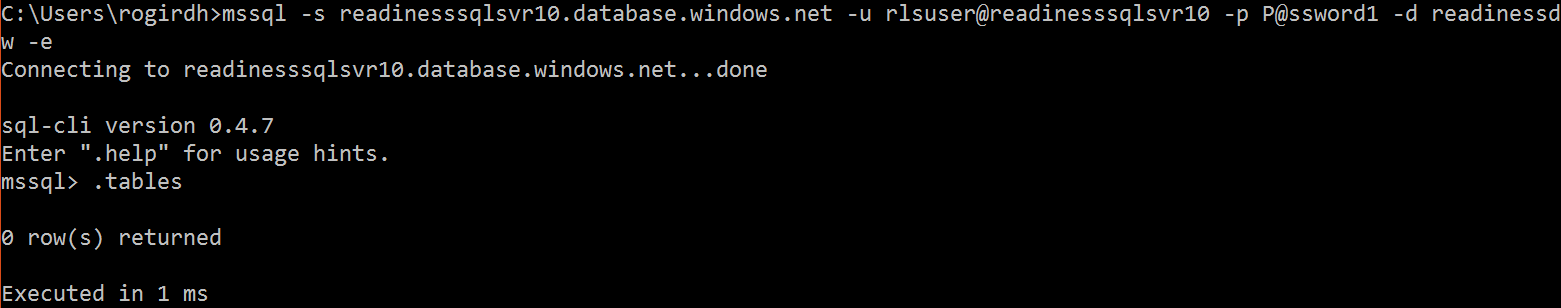 C:\Users\rogirdh>mssql -s readinesssqlsvr10.database.windows.net -u rlsuser@readinesssqlsvr10 -p P@ssword1 -d readinessd
w -e
Connecting to readinesssqlsvr10.database.windows.net...done
sql-cli version 0.4.7
Enter ".help" for usage hints.
mssql> .tables
0 row(s) returned
Executed in 1 ms